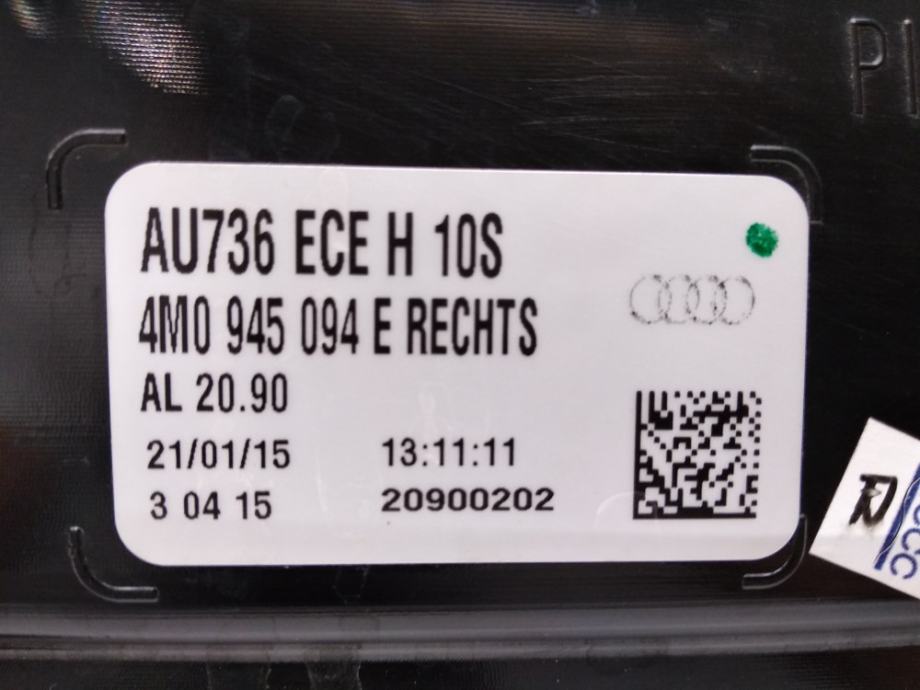 AU736 ECE H 10S
4M0 945 094 E RECHTS
AL 20.90
21/01/15 13:11:11
3 04 15 20900202